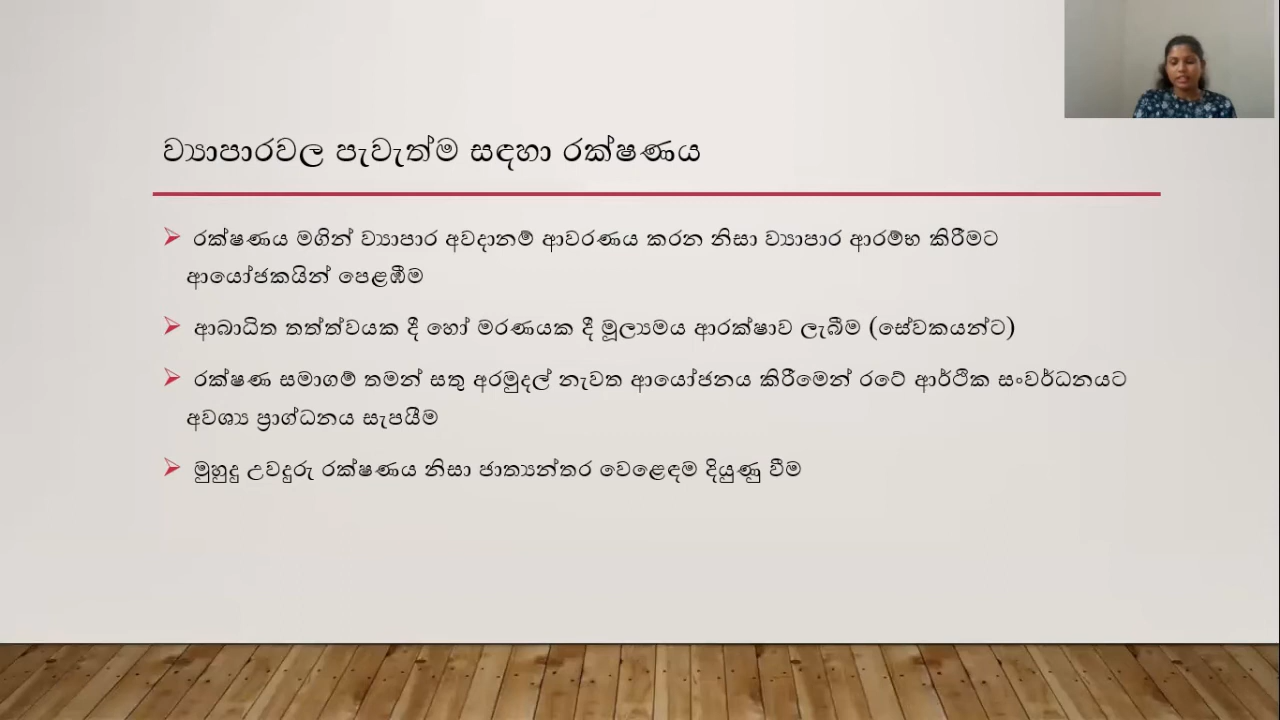 ව්‍යාපාරවල පැවැත්ම සඳහා රක්ෂණය
රක්ෂණය මගින් ව්‍යාපාර අවදානම් ආවරණය කරන නිසා ව්‍යාපාර ආරම්භ කිරීමට
ආයෝජකයින් පෙළඹීම
ආබාධිත තත්ත්වයක දී හෝ මරණයක දී මූල්‍යමය ආරක්ෂාව ලැබීම (සේවකයන්ට)
රක්ෂණ සමාගම් තමන් සතු අරමුදල් නැවත ආයෝජනය කිරීමෙන් රටේ ආර්ථික සංවර්ධනයට
අවශ්‍ය ප්‍රාග්ධනය සැපයීම
මුහුදු උවදුරු රක්ෂණය නිසා ජාත්‍යන්තර වෙළෙඳම දියුණු වීම